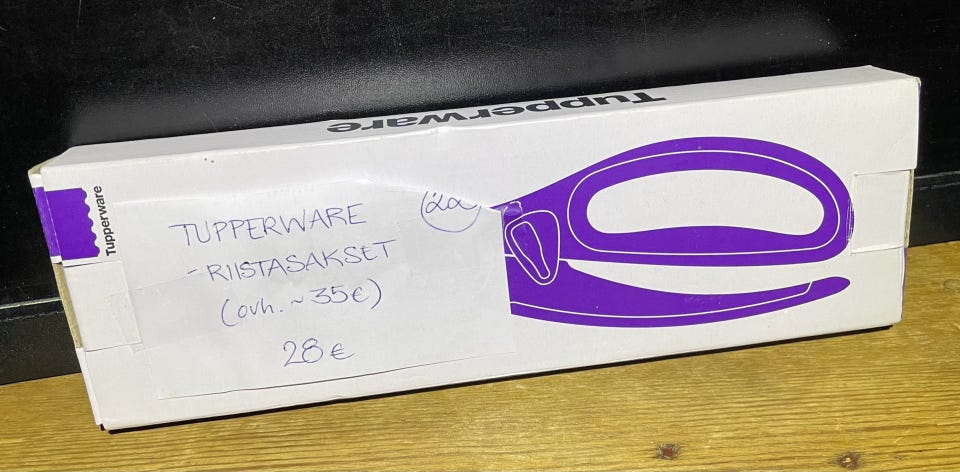 Tupperware
Tupperware
TUPPERWARE
-RIISTASAKSET
(ovh. ~35€)
28€